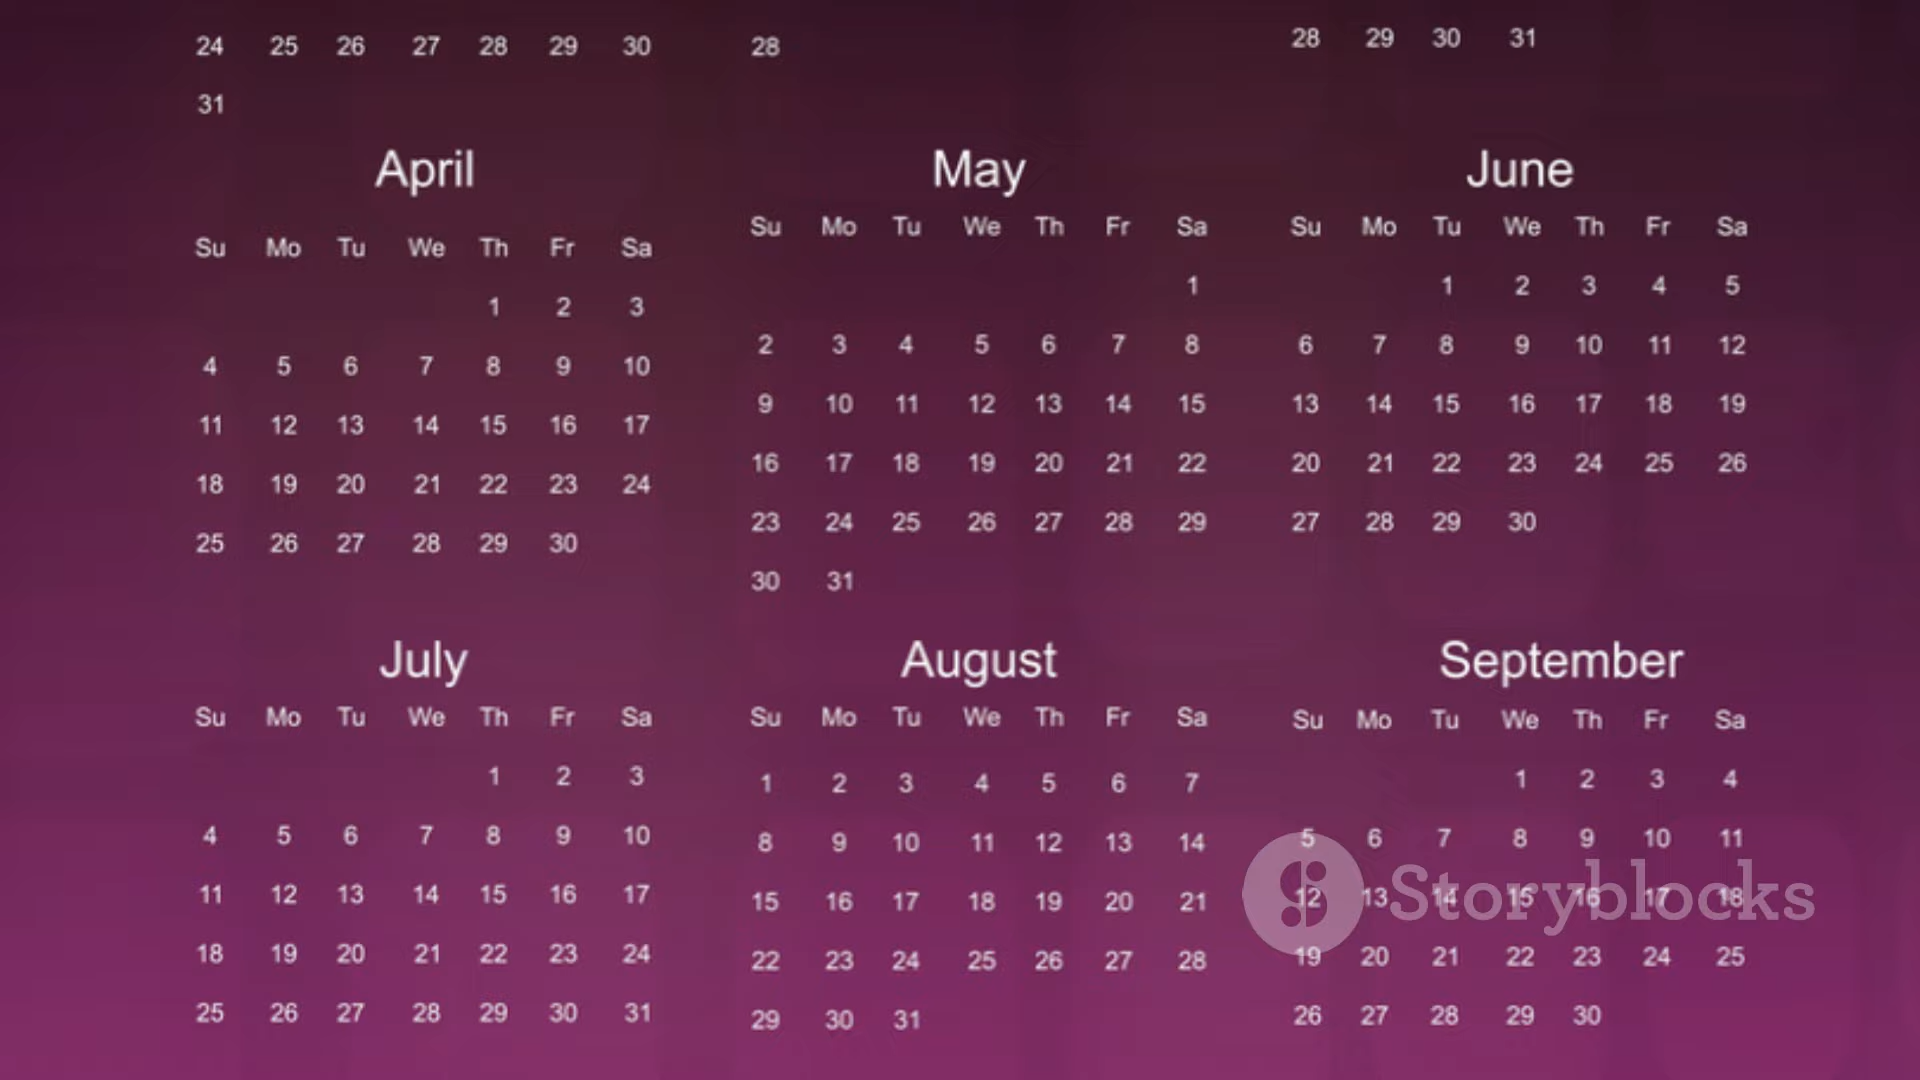 24 25 26 27 28 29 30
31
28
28 29 30 31
April
Su Mo Tu We Th Fr Sa
1 2 3
4 5 6 7 8 9 10
11 12 13 14 15 16 17
18 19 20 21 22 23 24
25 26 27 28 29 30
May
Su Mo Tu We Th Fr Sa
1
2 3 4 5 6 7 8
9 10 11 12 13 14 15
16 17 18 19 20 21 22
23 24 25 26 27 28 29
30 31
June
Su Mo Tu We Th Fr Sa
1 2 3 4 5
6 7 8 9 10 11 12
13 14 15 16 17 18 19
20 21 22 23 24 25 26
27 28 29 30
July
Su Mo Tu We Th Fr Sa
1 2 3
4 5 6 7 8 9 10
11 12 13 14 15 16 17
18 19 20 21 22 23 24
25 26 27 28 29 30 31
August
Su Mo Tu We Th Fr Sa
1 2 3 4 5 6 7
8 9 10 11 12 13 14
15 16 17 18 19 20 21
22 23 24 25 26 27 28
29 30 31
September
Su Mo Tu We Th Fr Sa
1 2 3 4
5 6 7 8 9 10 11
12 13 14 15 16 17 18
19 20 21 22 23 24 25
26 27 28 29 30
Storyblocks